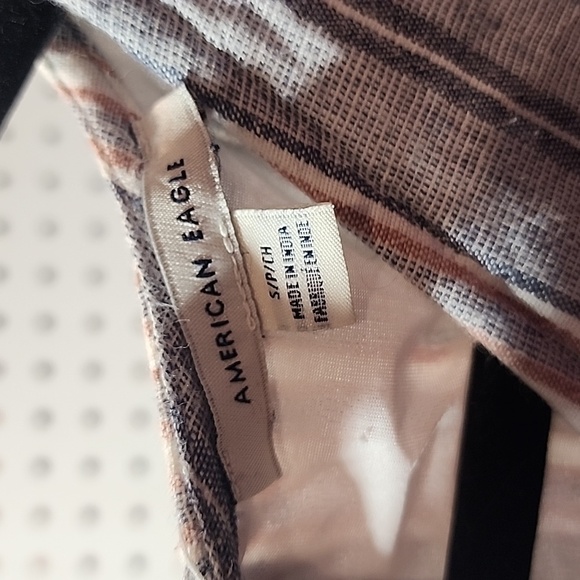 AMERICAN EAGLE
S/P/CH
MADE IN INDIA
FABRIQUÉ EN INDE